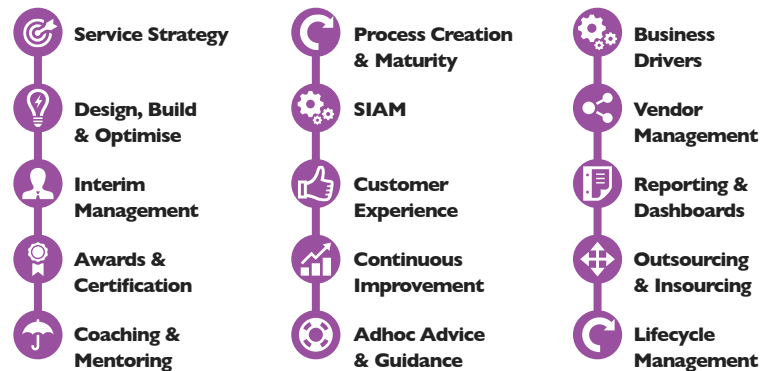 Service Strategy
Design, Build
& Optimise
Interim
Management
Awards &
Certification
Coaching &
Mentoring
Process Creation
& Maturity
SIAM
Customer
Experience
Continuous
Improvement
Adhoc Advice
& Guidance
Business
Drivers
Vendor
Management
Reporting &
Dashboards
Outsourcing
& Insourcing
Lifecycle
Management